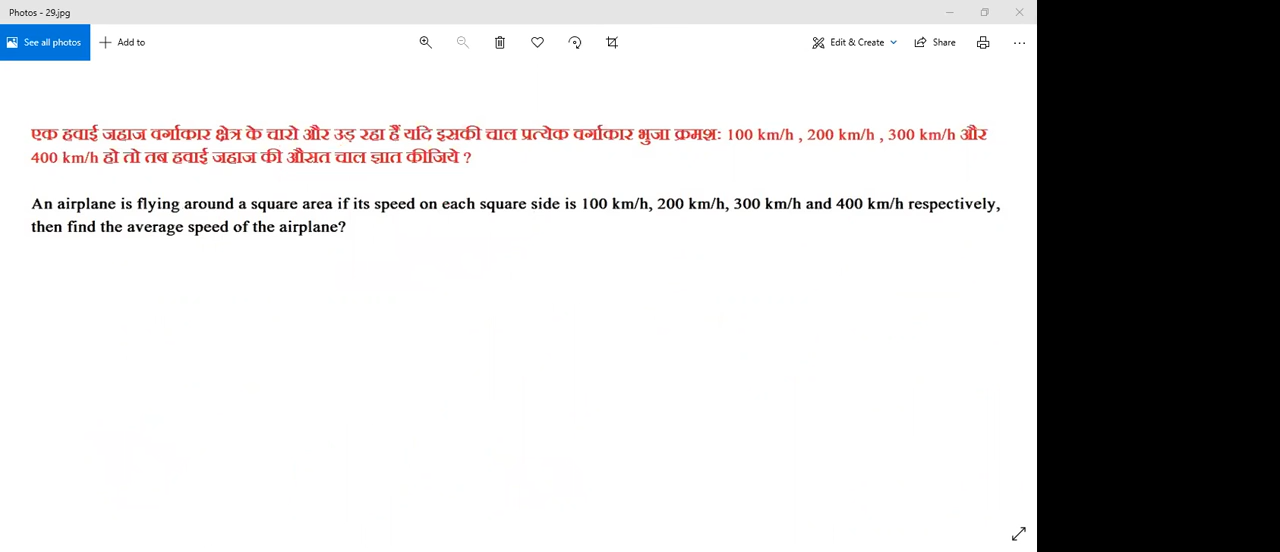 Photos - 29.jpg
See all photos
Add to
Edit & Create
Share
एक हवाई जहाज वर्गाकार क्षेत्र के चारो और उड़ रहा हैं यदि इसकी चाल प्रत्येक वर्गाकार भुजा क्रमशः 100 km/h , 200 km/h , 300 km/h और
400 km/h हो तो तब हवाई जहाज की औसत चाल ज्ञात कीजिये ?
An airplane is flying around a square area if its speed on each square side is 100 km/h, 200 km/h, 300 km/h and 400 km/h respectively,
then find the average speed of the airplane?